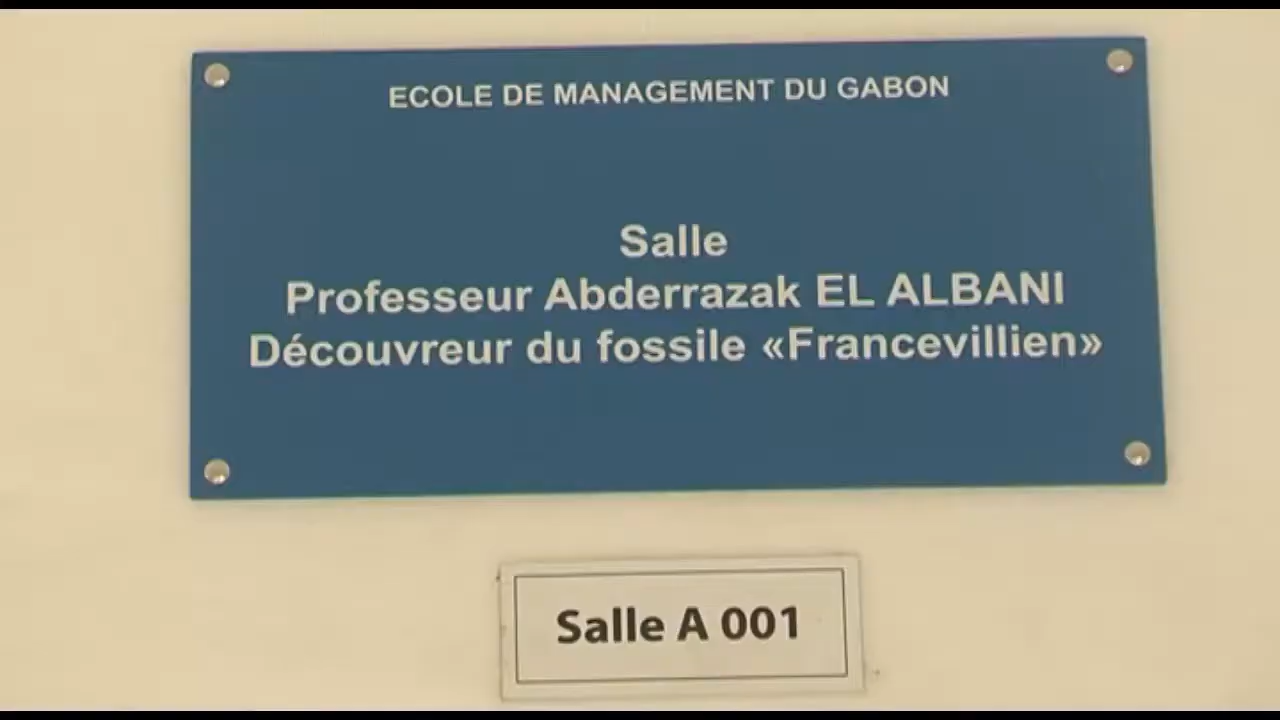 ECOLE DE MANAGEMENT DU GABON
Salle
Professeur Abderrazak EL ALBANI
Découvreur du fossile «Francevillien»
Salle A 001